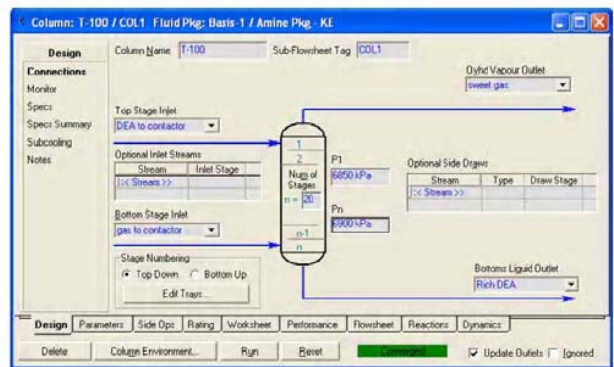 Column: T-100 / COL1 Fluid Pkg: Basis-1 / Amine Pkg - KE
Design
Connections
Monitor
Specs
Specs Summary
Subcooling
Notes
Column Name T-100 Sub-Flowsheet Tag COL1
Ovhd Vapour Outlet
sweet gas
Top Stage Inlet
DEA to contactor
Optional Inlet Streams
Stream Inlet Stage
<< Stream >>
Bottom Stage Inlet
gas to contactor
Stage Numbering
Top Down Bottom Up
Edit Trays...
1
2
Num of
Stages
n = 20
n-1
n
P1
6850 kPa
Pn
6900 kPa
Optional Side Draws
Stream Type Draw Stage
<< Stream >>
Bottoms Liquid Outlet
Rich DEA
Design Parameters Side Ops Rating Worksheet Performance Flowsheet Reactions Dynamics
Delete Column Environment... Run Reset Converged Update Outlets Ignored